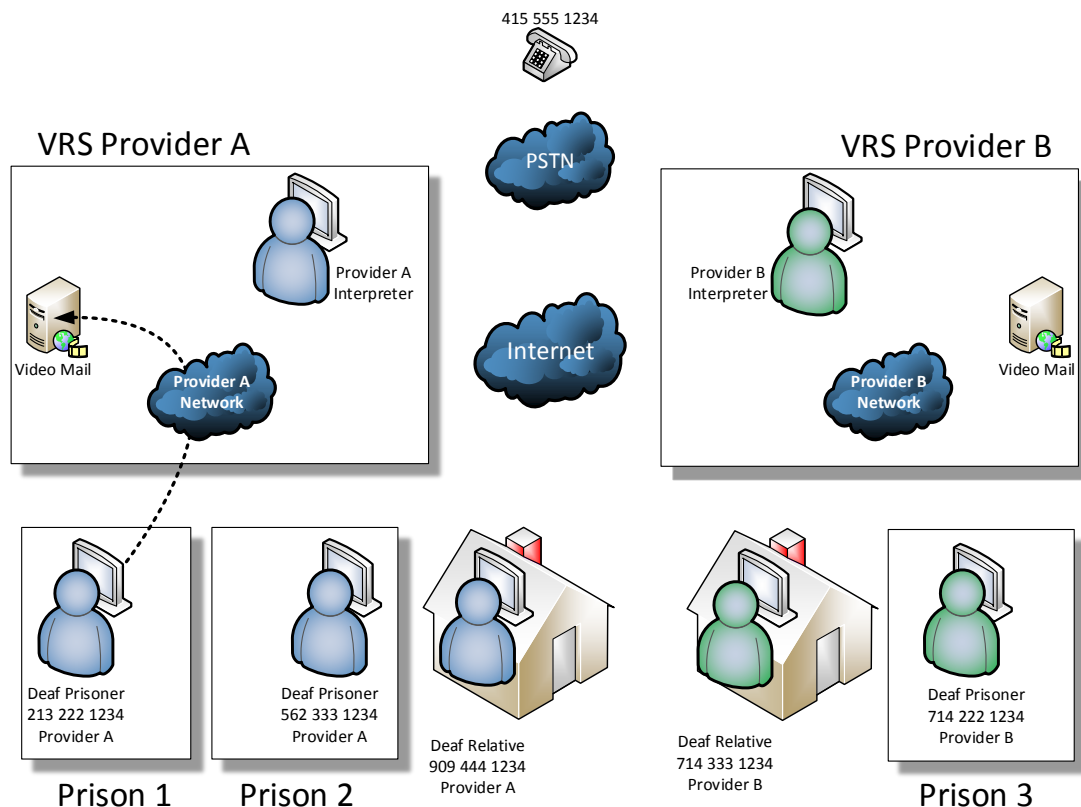 415 555 1234
PSTN
VRS Provider A
VRS Provider B
Provider A
Interpreter
Provider B
Interpreter
Internet
Video Mail
Provider A
Network
Provider B
Network
Video Mail
Deaf Prisoner
213 222 1234
Provider A
Deaf Prisoner
562 333 1234
Provider A
Deaf Relative
909 444 1234
Provider A
Deaf Relative
714 333 1234
Provider B
Deaf Prisoner
714 222 1234
Provider B
Prison 1
Prison 2
Prison 3